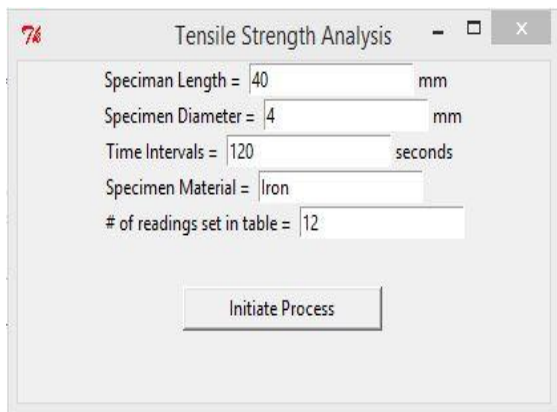 Tensile Strength Analysis
Speciman Length = 40 mm
Specimen Diameter = 4 mm
Time Intervals = 120 seconds
Specimen Material = Iron
# of readings set in table = 12
Initiate Process